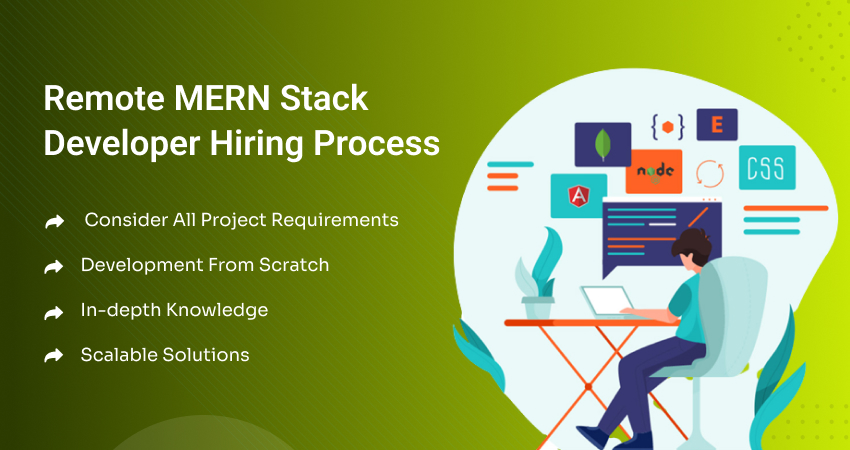 Remote MERN Stack
Developer Hiring Process
Consider All Project Requirements
Development From Scratch
In-depth Knowledge
Scalable Solutions
E
node
CSS
A